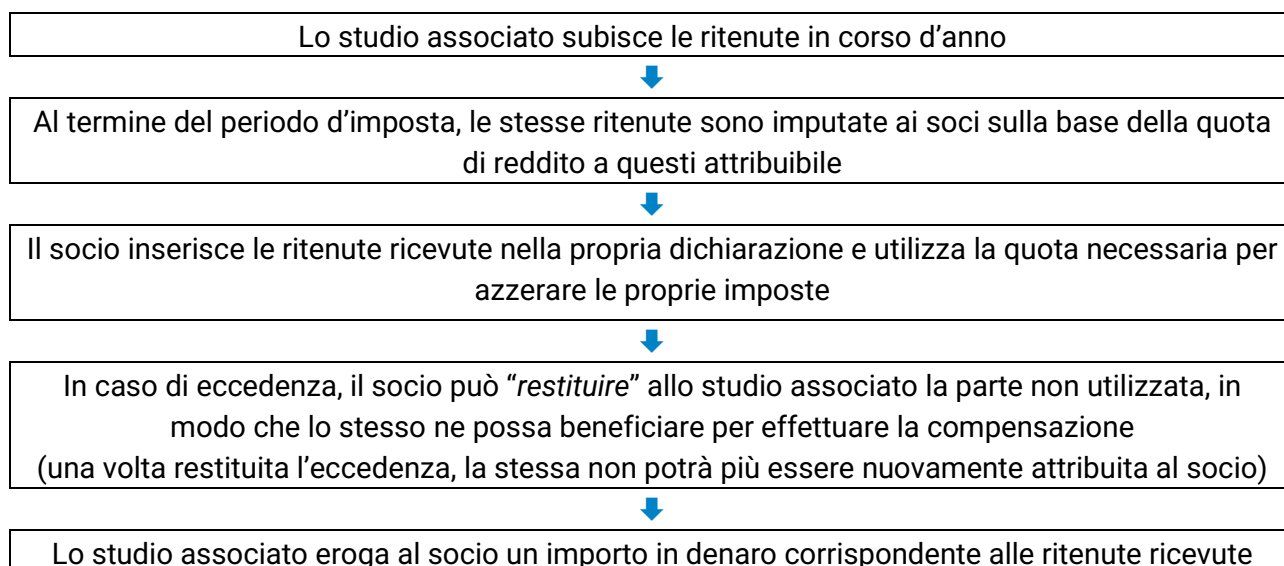 Lo studio associato subisce le ritenute in corso d’anno
Al termine del periodo d’imposta, le stesse ritenute sono imputate ai soci sulla base della quota
di reddito a questi attribuibile
Il socio inserisce le ritenute ricevute nella propria dichiarazione e utilizza la quota necessaria per
azzerare le proprie imposte
In caso di eccedenza, il socio può “restituire” allo studio associato la parte non utilizzata, in
modo che lo stesso ne possa beneficiare per effettuare la compensazione
(una volta restituita l’eccedenza, la stessa non potrà più essere nuovamente attribuita al socio)
Lo studio associato eroga al socio un importo in denaro corrispondente alle ritenute ricevute